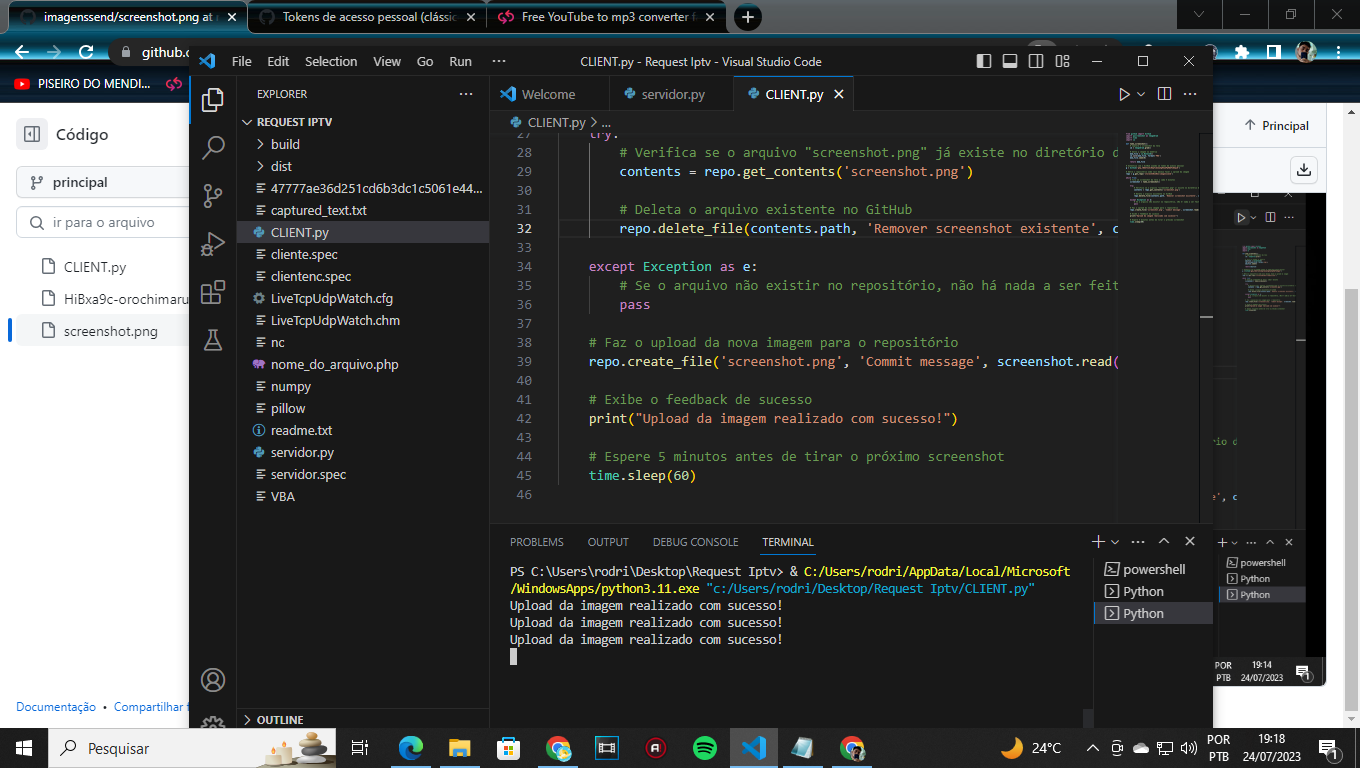 imagenssend/screenshot.png at
Tokens de acesso pessoal (clássic
Free YouTube to mp3 converter f
github.c
PISEIRO DO MENDI...
File Edit Selection View Go Run ···
CLIENT.py - Request Iptv - Visual Studio Code
Código
principal
ir para o arquivo
CLIENT.py
HiBxa9c-orochimaru
screenshot.png
Documentação • Compartilhar f
Principal
EXPLORER
REQUEST IPTV
build
dist
47777ae36d251cd6b3dc1c5061e44...
captured_text.txt
CLIENT.py
cliente.spec
clientenc.spec
LiveTcpUdpWatch.cfg
LiveTcpUdpWatch.chm
nc
nome_do_arquivo.php
numpy
pillow
readme.txt
servidor.py
servidor.spec
VBA
OUTLINE
Welcome
servidor.py
CLIENT.py
CLIENT.py > ...
27 try:
28 # Verifica se o arquivo "screenshot.png" já existe no diretório d
29 contents = repo.get_contents('screenshot.png')
30
31 # Deleta o arquivo existente no GitHub
32 repo.delete_file(contents.path, 'Remover screenshot existente', c
33
34 except Exception as e:
35 # Se o arquivo não existir no repositório, não há nada a ser feit
36 pass
37
38 # Faz o upload da nova imagem para o repositório
39 repo.create_file('screenshot.png', 'Commit message', screenshot.read(
40
41 # Exibe o feedback de sucesso
42 print("Upload da imagem realizado com sucesso!")
43
44 # Espere 5 minutos antes de tirar o próximo screenshot
45 time.sleep(60)
46
PROBLEMS OUTPUT DEBUG CONSOLE TERMINAL
PS C:\Users\rodri\Desktop\Request Iptv> & C:/Users/rodri/AppData/Local/Microsoft
/WindowsApps/python3.11.exe "c:/Users/rodri/Desktop/Request Iptv/CLIENT.py"
Upload da imagem realizado com sucesso!
Upload da imagem realizado com sucesso!
Upload da imagem realizado com sucesso!
powershell
Python
Python
rio d
e', c
powershell
Python
Python
POR
PTB
19:14
24/07/2023
1
Pesquisar
24°C
POR
PTB
19:18
24/07/2023
1